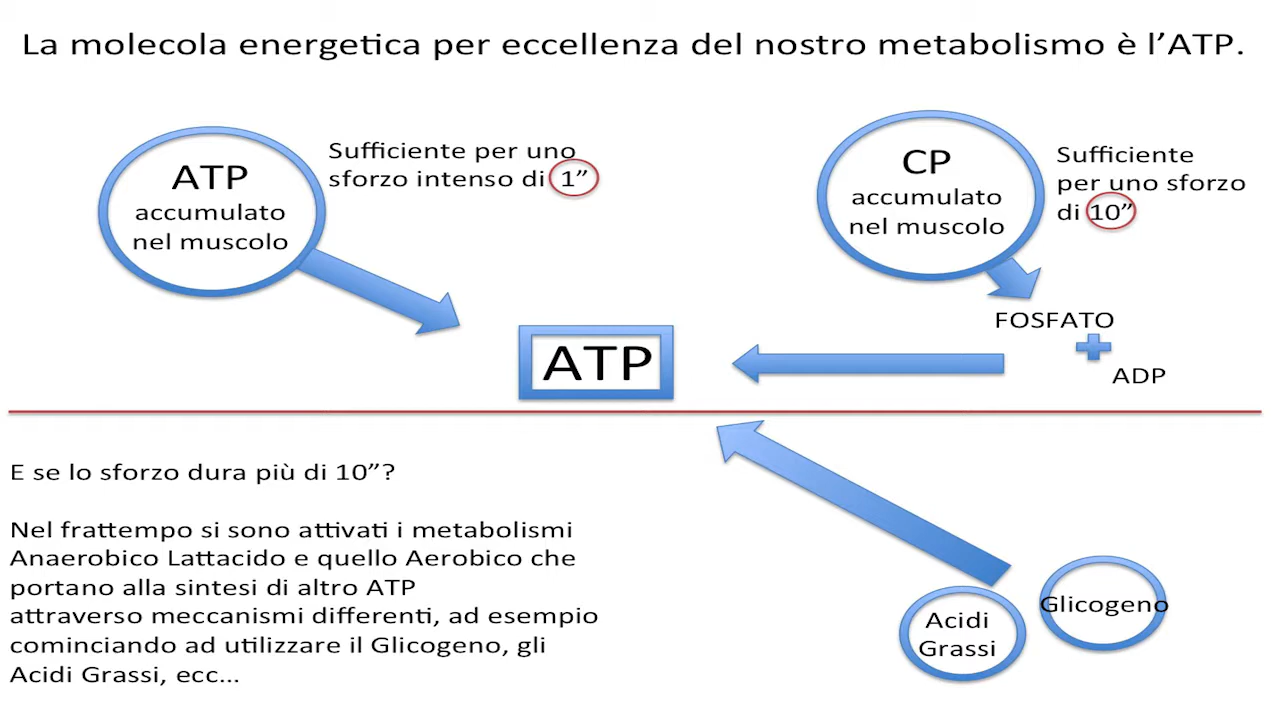 La molecola energetica per eccellenza del nostro metabolismo è l’ATP.
ATP
accumulato
nel muscolo
Sufficiente per uno
sforzo intenso di 1”
CP
accumulato
nel muscolo
Sufficiente
per uno sforzo
di 10”
FOSFATO
ADP
ATP
E se lo sforzo dura più di 10”?
Nel frattempo si sono attivati i metabolismi
Anaerobico Lattacido e quello Aerobico che
portano alla sintesi di altro ATP
attraverso meccanismi differenti, ad esempio
cominciando ad utilizzare il Glicogeno, gli
Acidi Grassi, ecc...
Acidi
Grassi
Glicogeno